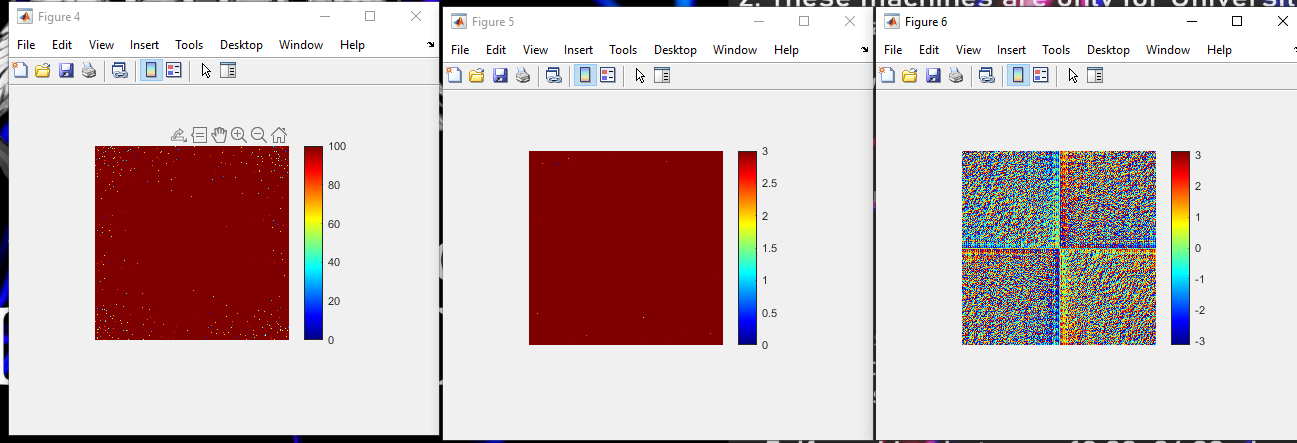 2. These machines are only for Universit
Figure 4
File Edit View Insert Tools Desktop Window Help
100
80
60
40
20
0
Figure 5
File Edit View Insert Tools Desktop Window Help
3
2.5
2
1.5
1
0.5
0
Figure 6
File Edit View Insert Tools Desktop Window Help
3
2
1
0
-1
-2
-3